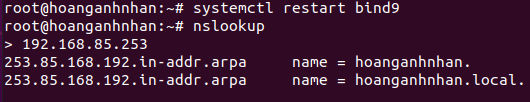 root@hoanganhnhan:~# systemctl restart bind9
root@hoanganhnhan:~# nslookup
> 192.168.85.253
253.85.168.192.in-addr.arpa     name = hoanganhnhan.
253.85.168.192.in-addr.arpa     name = hoanganhnhan.local.